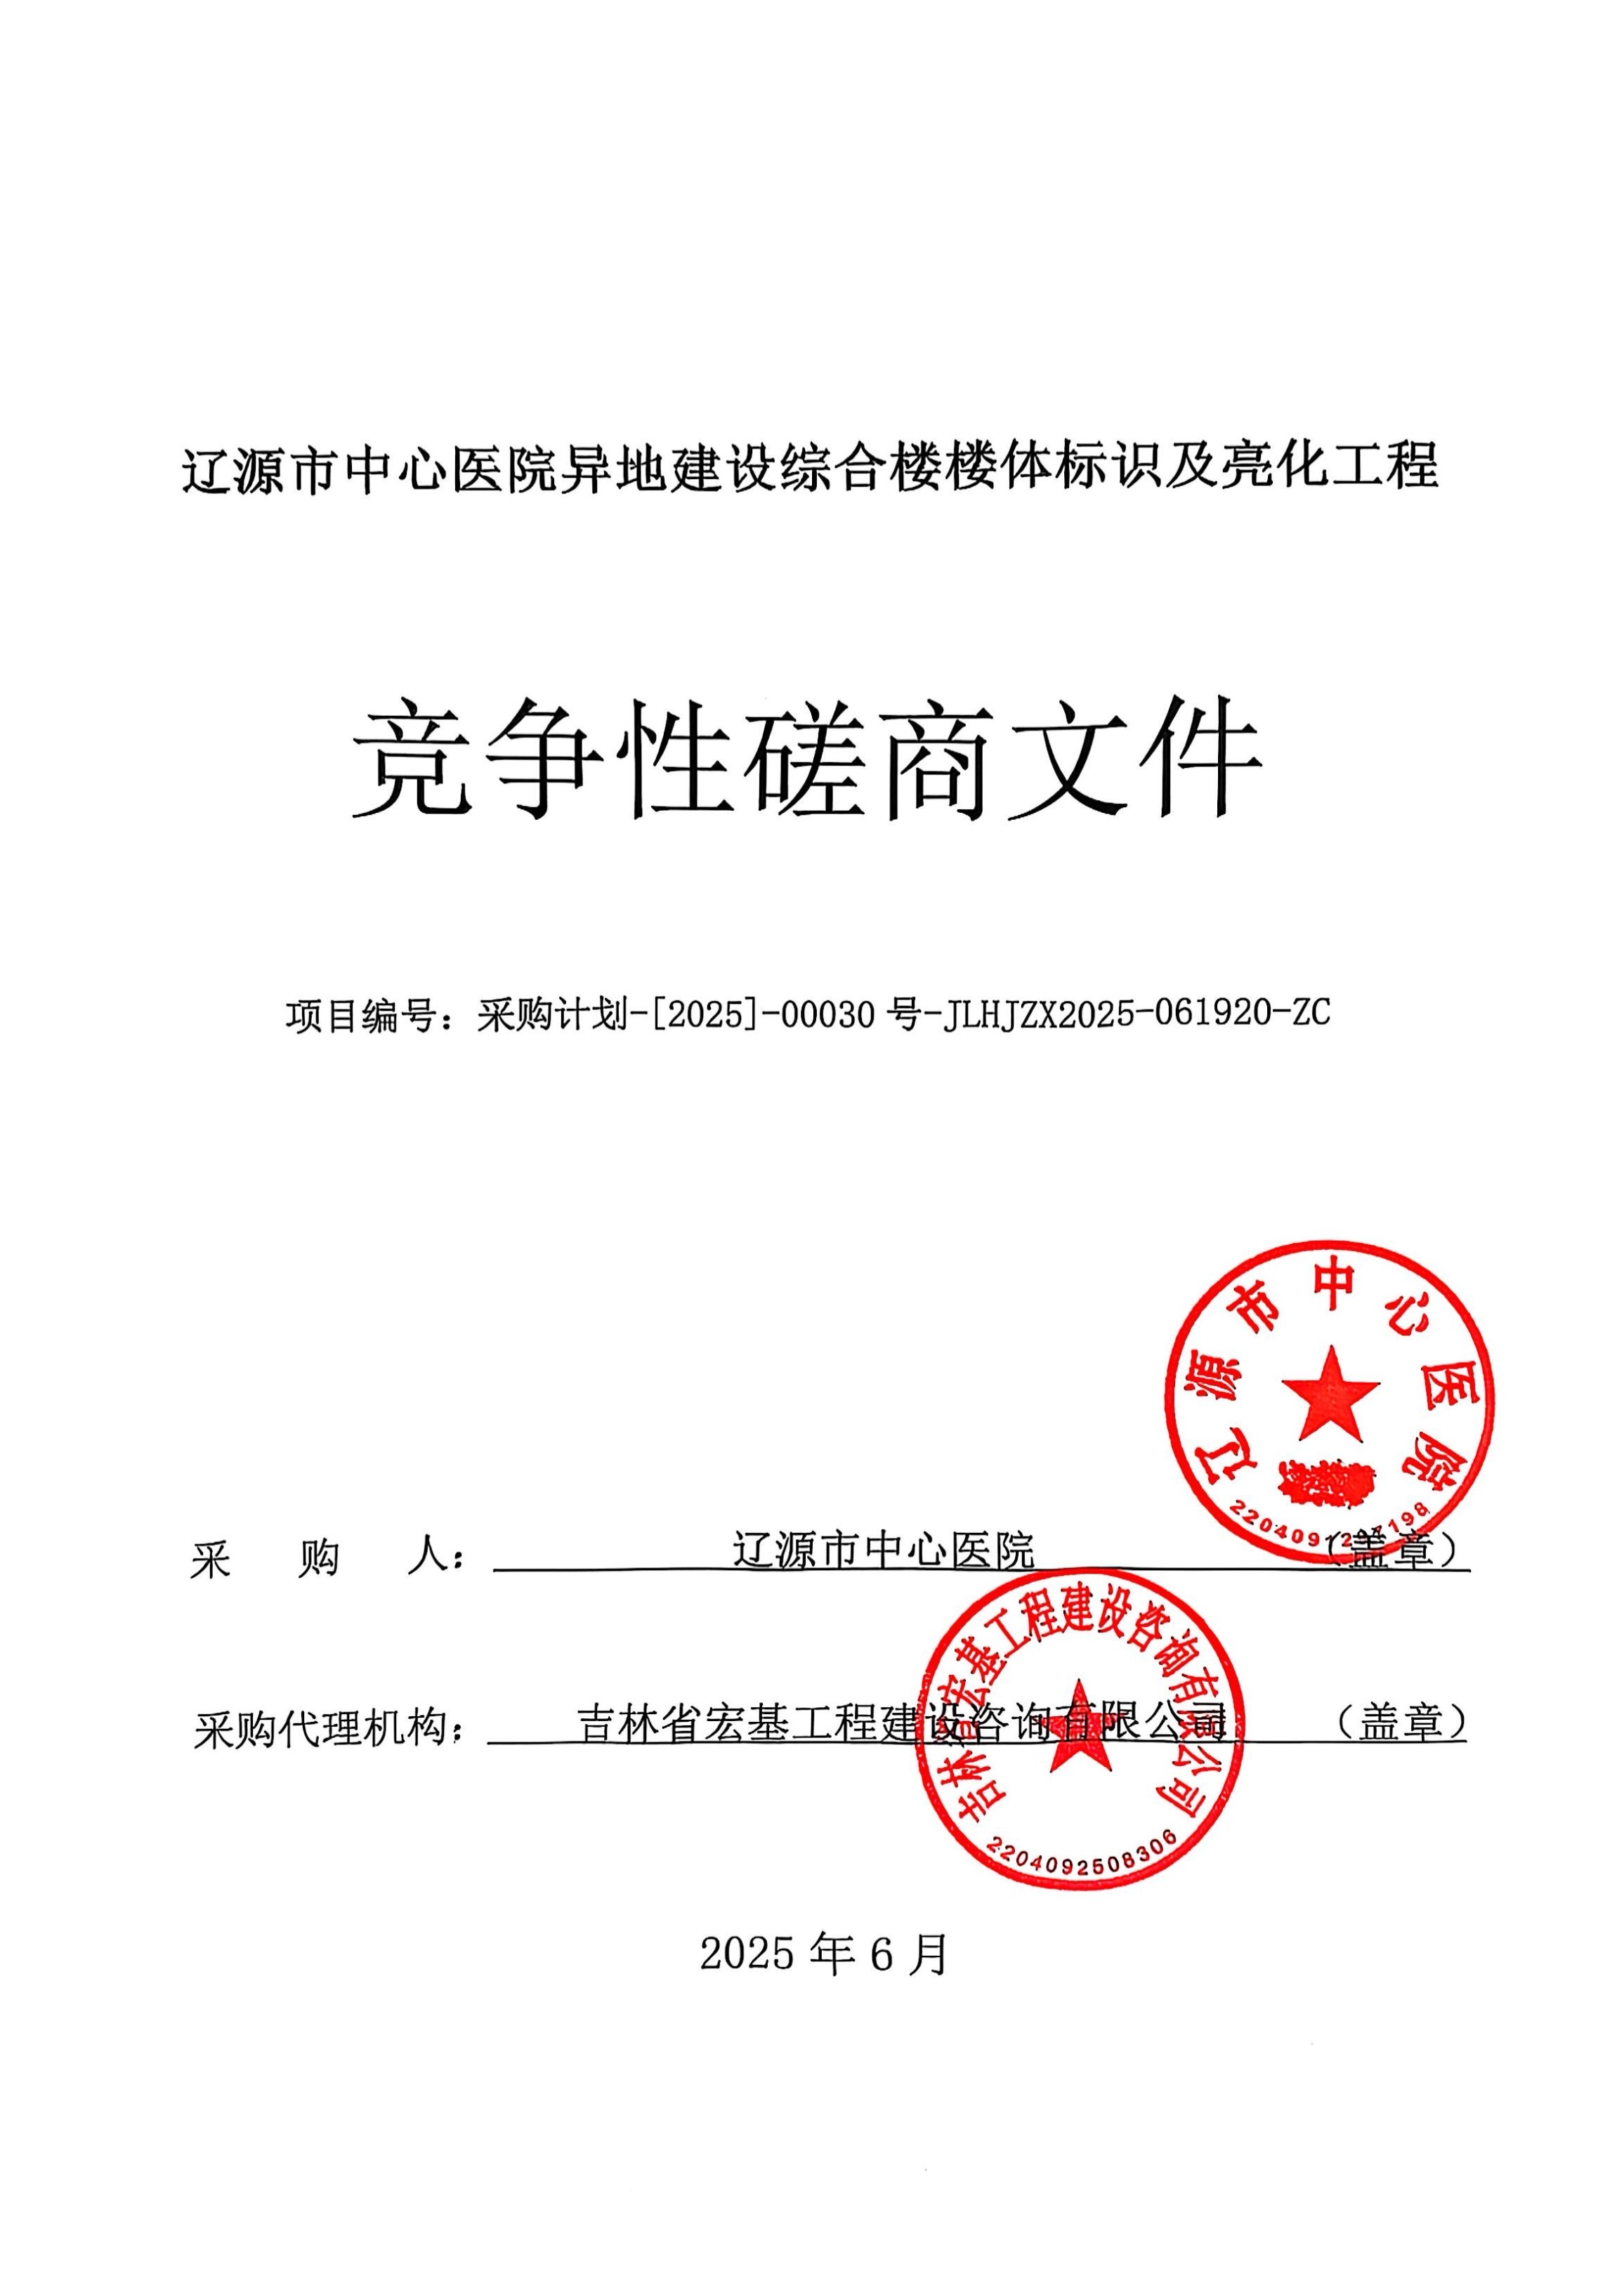 辽源市中心医院异地建设综合楼楼体标识及亮化工程
竞争性磋商文件
项目编号：采购计划-[2025]-00030号-JLHJZX2025-061920-ZC
辽源市中心医院
采 购 人：辽源市中心医院（盖章）
吉林省宏基工程建设咨询有限公司
采购代理机构：吉林省宏基工程建设咨询有限公司（盖章）
2204092508306
2025年6月